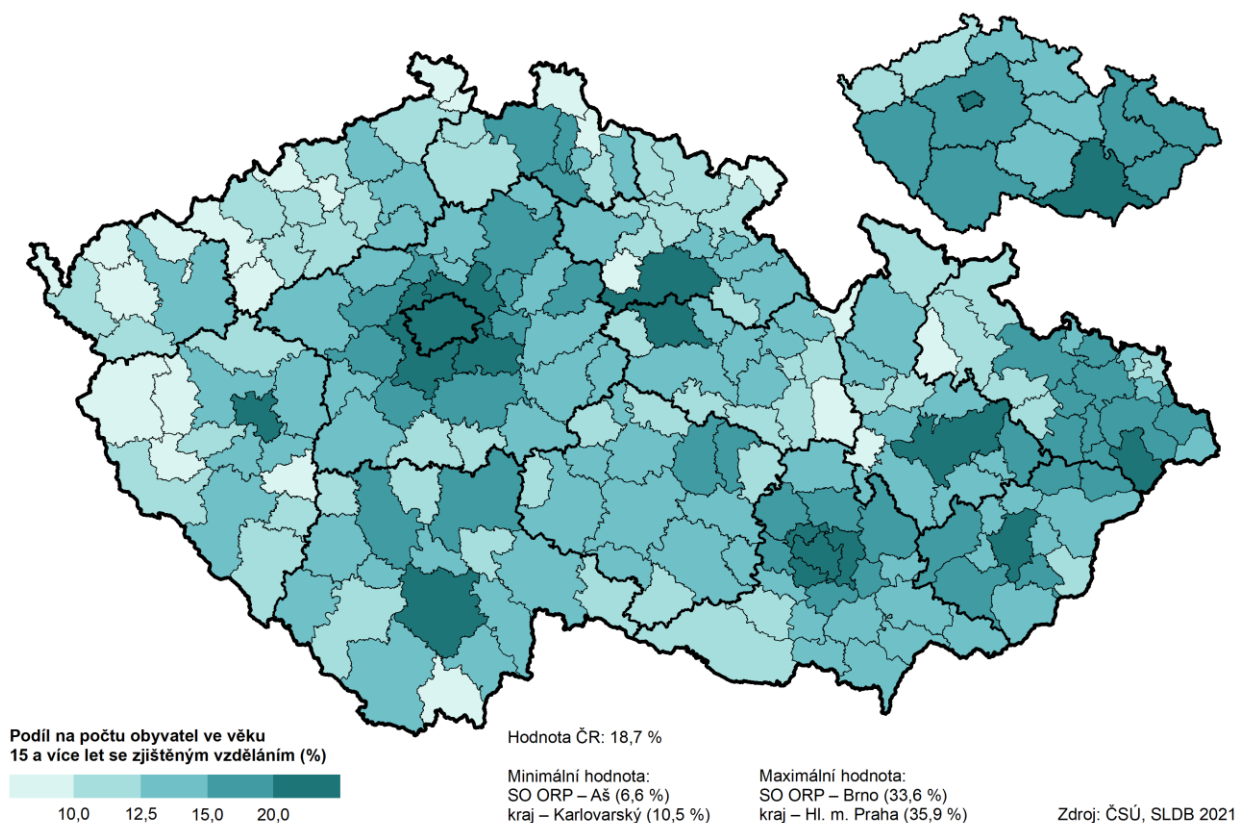 Podíl na počtu obyvatel ve věku
15 a více let se zjištěným vzděláním (%)
10,0 12,5 15,0 20,0
Hodnota ČR: 18,7 %
Minimální hodnota:
SO ORP – Aš (6,6 %)
kraj – Karlovarský (10,5 %)
Maximální hodnota:
SO ORP – Brno (33,6 %)
kraj – Hl. m. Praha (35,9 %)
Zdroj: ČSÚ, SLDB 2021